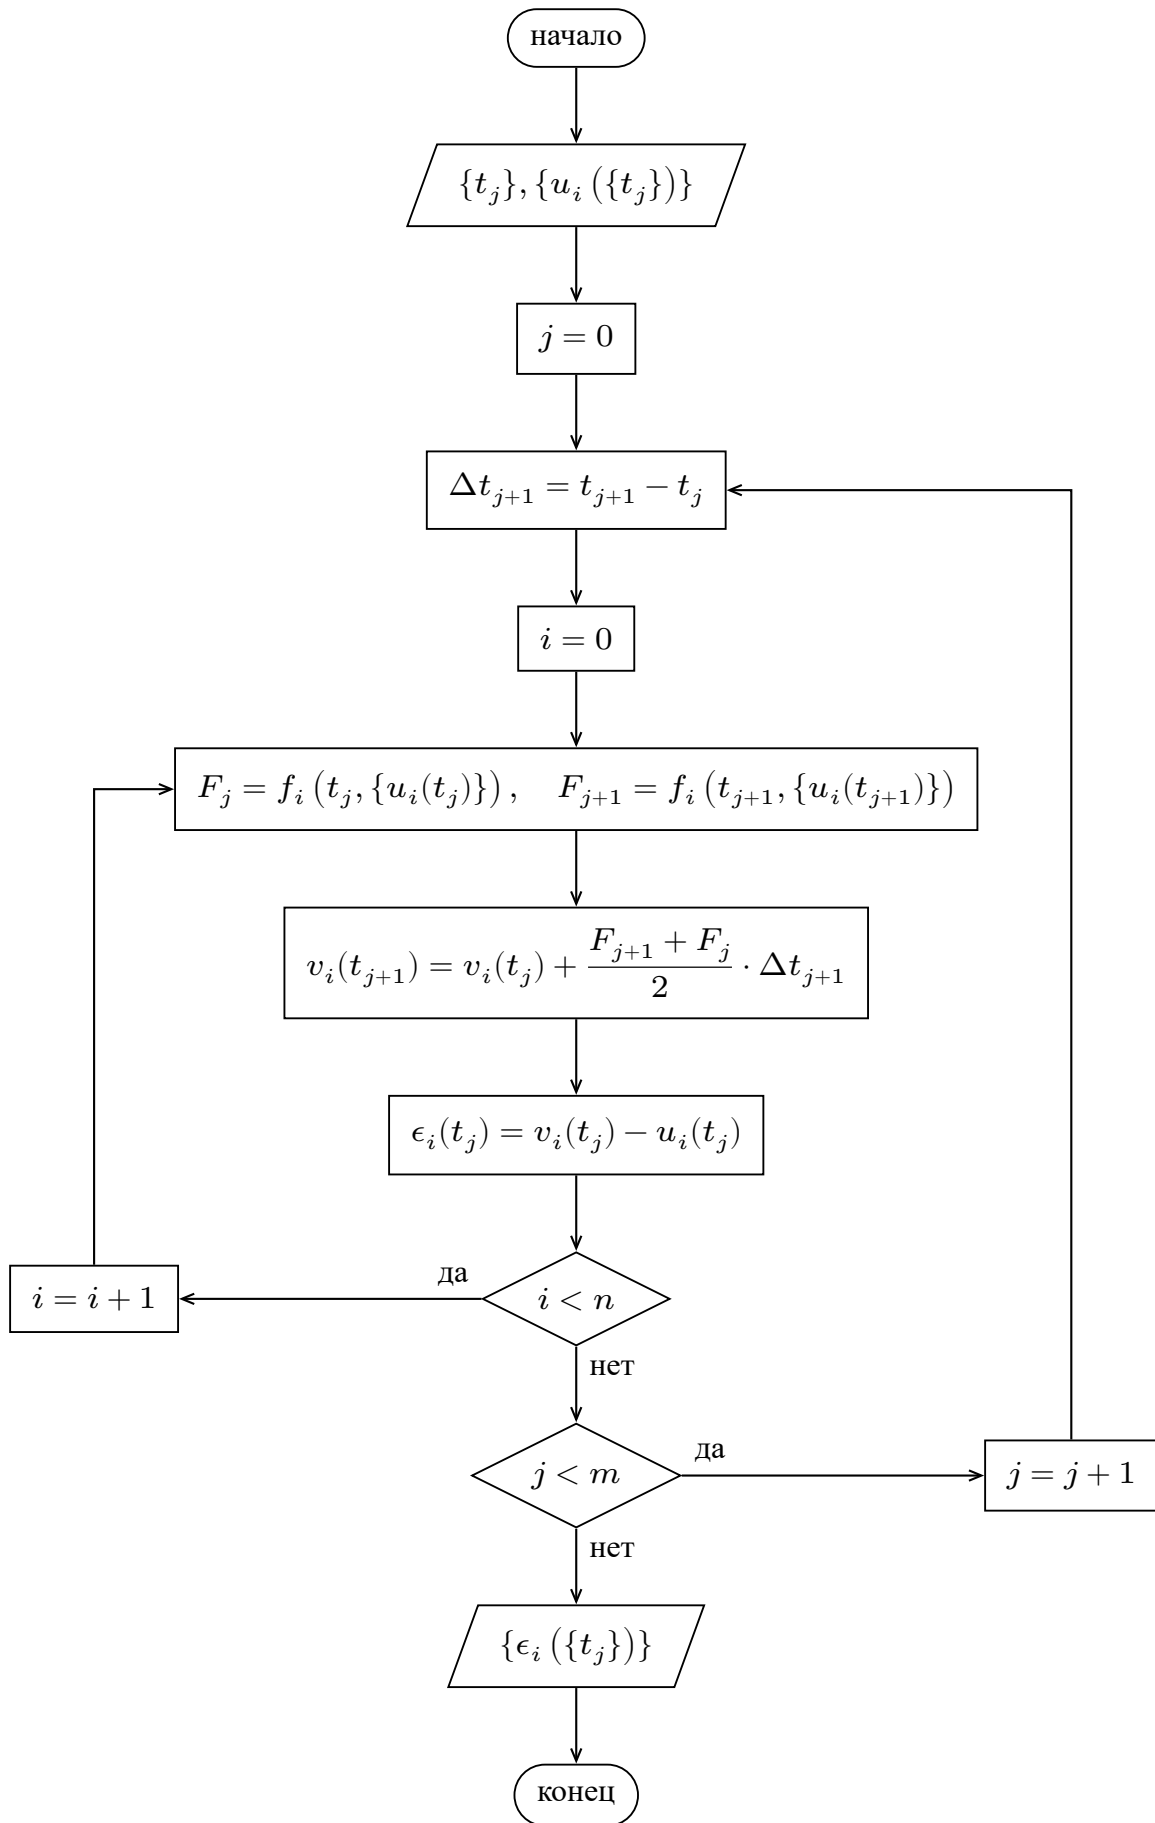 начало
{t_j}, {u_i ({t_j})}
j = 0
Δt_{j+1} = t_{j+1} − t_j
i = 0
F_j = f_i (t_j, {u_i(t_j)}), F_{j+1} = f_i (t_{j+1}, {u_i(t_{j+1})})
v_i(t_{j+1}) = v_i(t_j) + \frac{F_{j+1} + F_j}{2} · Δt_{j+1}
ϵ_i(t_j) = v_i(t_j) − u_i(t_j)
да
i = i + 1
i < n
нет
да
j < m
j = j + 1
нет
{ϵ_i ({t_j})}
конец